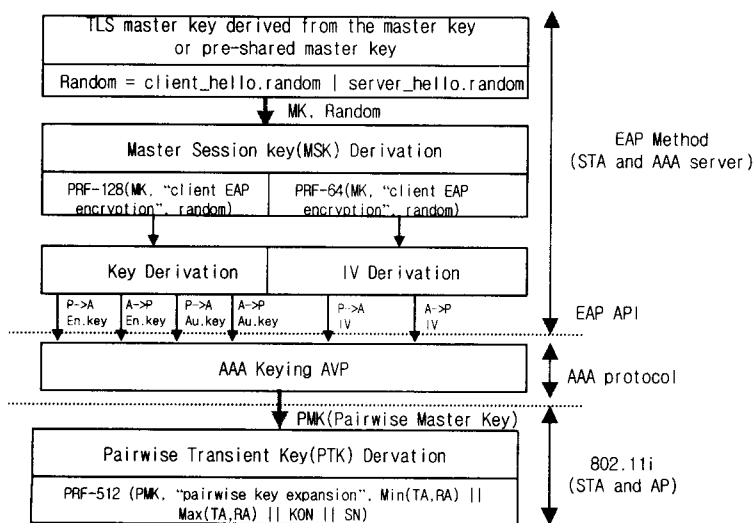 TLS master key derived from the master key
or pre-shared master key
Random = client_hello.random | server_hello.random
MK, Random
Master Session key(MSK) Derivation
EAP Method
(STA and AAA server)
PRF-128(MK, "client EAP
encryption", random)
PRF-64(MK, "client EAP
encryption", random)
Key Derivation
IV Derivation
P->A
En.key
A->P
En.key
P->A
Au.key
A->P
Au.key
P->A
IV
A->P
IV
EAP API
AAA Keying AVP
AAA protocol
PMK(Pairwise Master Key)
Pairwise Transient Key(PTK) Dervation
802.11i
(STA and AP)
PRF-512 (PMK, "pairwise key expansion", Min(TA,RA) ||
Max(TA,RA) || KON || SN)